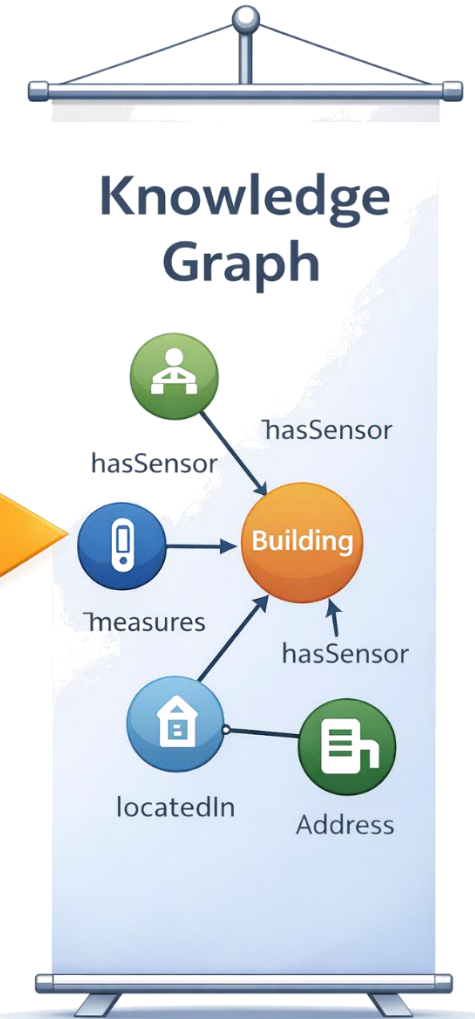 Knowledge
Graph
hasSensor
hasSensor
Building
measures
hasSensor
locatedIn
Address